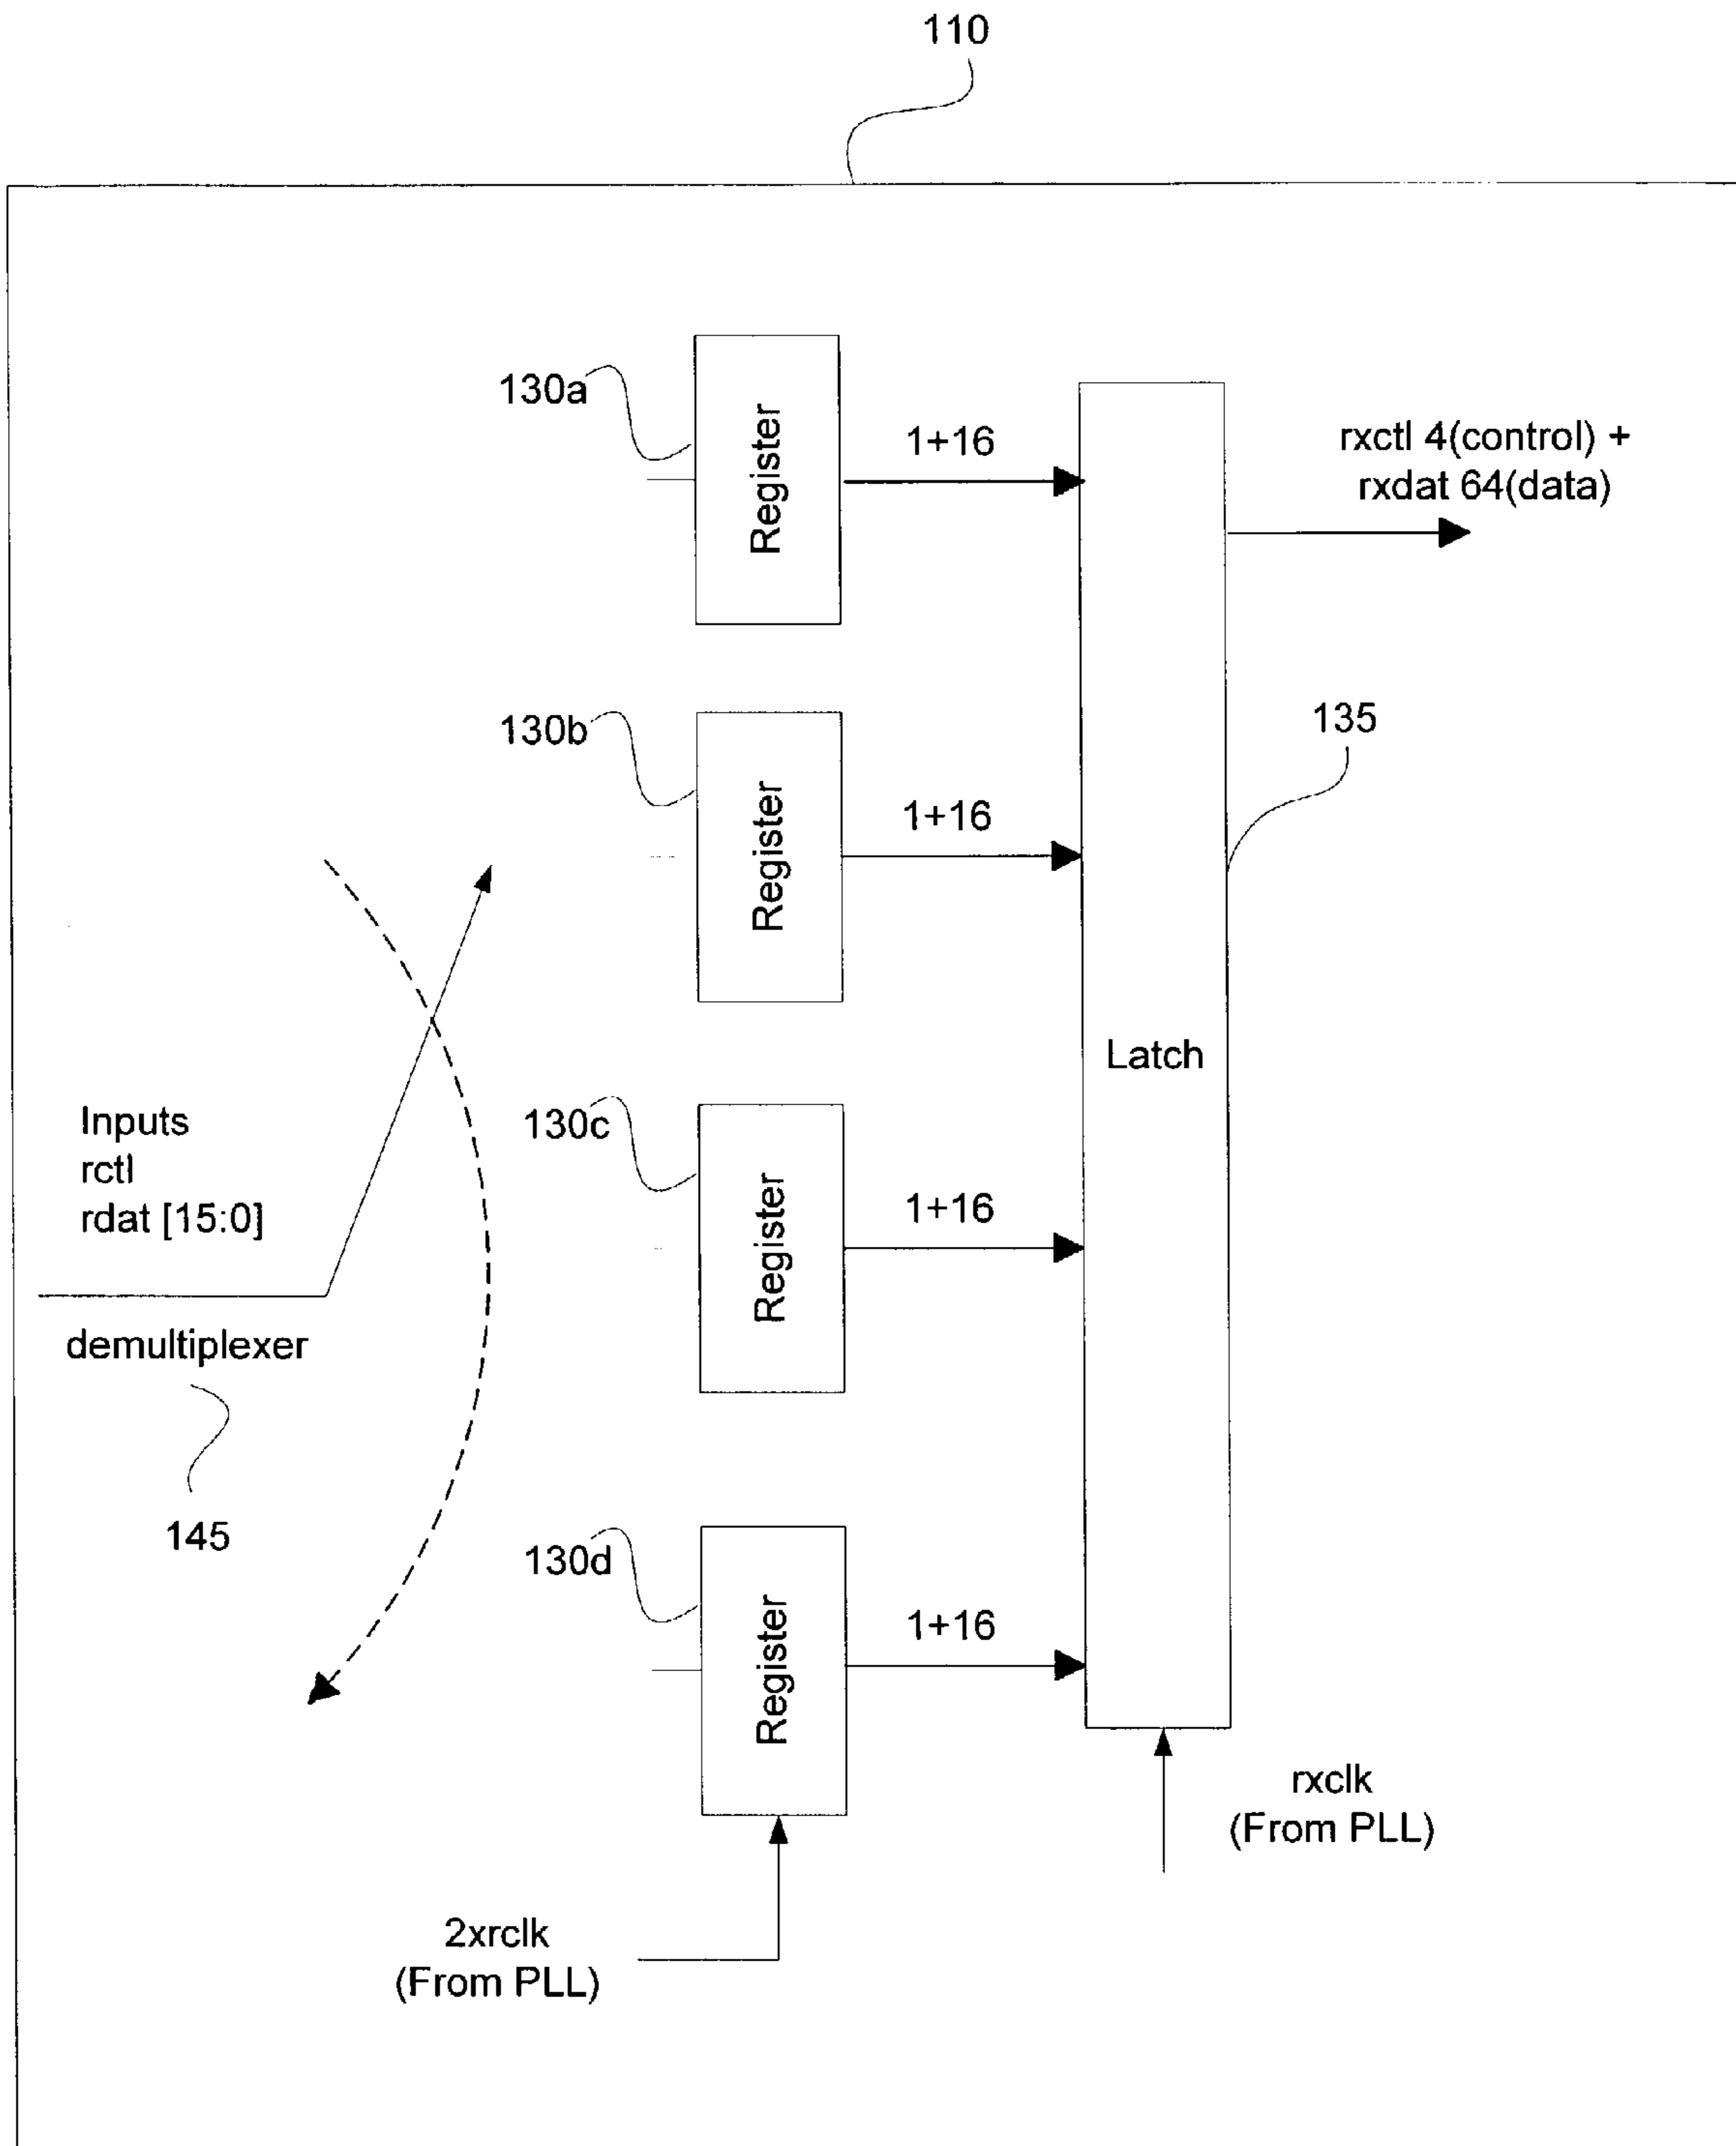 110
130a
Register
1+16
rxctl 4(control) +
rxdat 64(data)
130b
Register
1+16
135
Latch
Inputs
rctl
rdat [15:0]
demultiplexer
145
130c
Register
1+16
130d
Register
1+16
rxclk
(From PLL)
2xrclk
(From PLL)